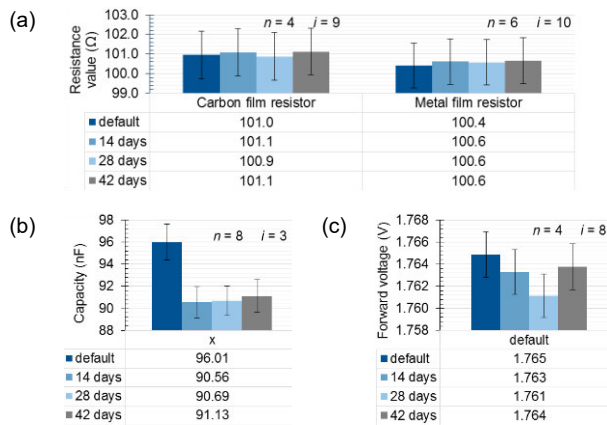 (a)
Resistance value (Ω)
103.0
102.0
101.0
100.0
99.0
n = 4 i = 9
n = 6 i = 10
Carbon film resistor Metal film resistor
default 101.0 100.4
14 days 101.1 100.6
28 days 100.9 100.6
42 days 101.1 100.6
(b)
Capacity (nF)
98
96
94
92
90
88
n = 8 i = 3
x
default 96.01
14 days 90.56
28 days 90.69
42 days 91.13
(c)
Forward voltage (V)
1.768
1.764
1.760
1.758
n = 4 i = 8
default
default 1.765
14 days 1.763
28 days 1.761
42 days 1.764